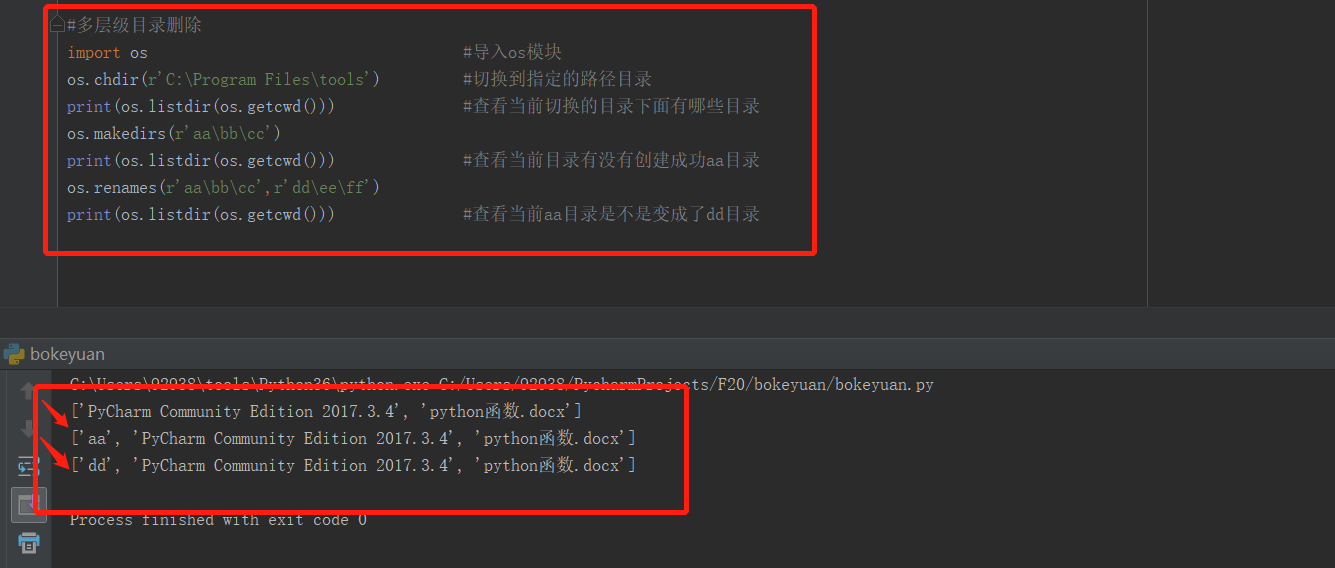 #多层级目录删除
import os #导入os模块
os.chdir(r'C:\Program Files\tools') #切换到指定的路径目录
print(os.listdir(os.getcwd())) #查看当前切换的目录下面有哪些目录
os.makedirs(r'aa\bb\cc')
print(os.listdir(os.getcwd())) #查看当前目录有没有创建成功aa目录
os.renames(r'aa\bb\cc',r'dd\ee\ff')
print(os.listdir(os.getcwd())) #查看当前aa目录是不是变成了dd目录
bokeyuan
C:\Users\92938\tools\Python36\python.exe C:/Users/92938/PycharmProjects/F20/bokeyuan/bokeyuan.py
['PyCharm Community Edition 2017.3.4', 'python函数.docx']
['aa', 'PyCharm Community Edition 2017.3.4', 'python函数.docx']
['dd', 'PyCharm Community Edition 2017.3.4', 'python函数.docx']
Process finished with exit code 0